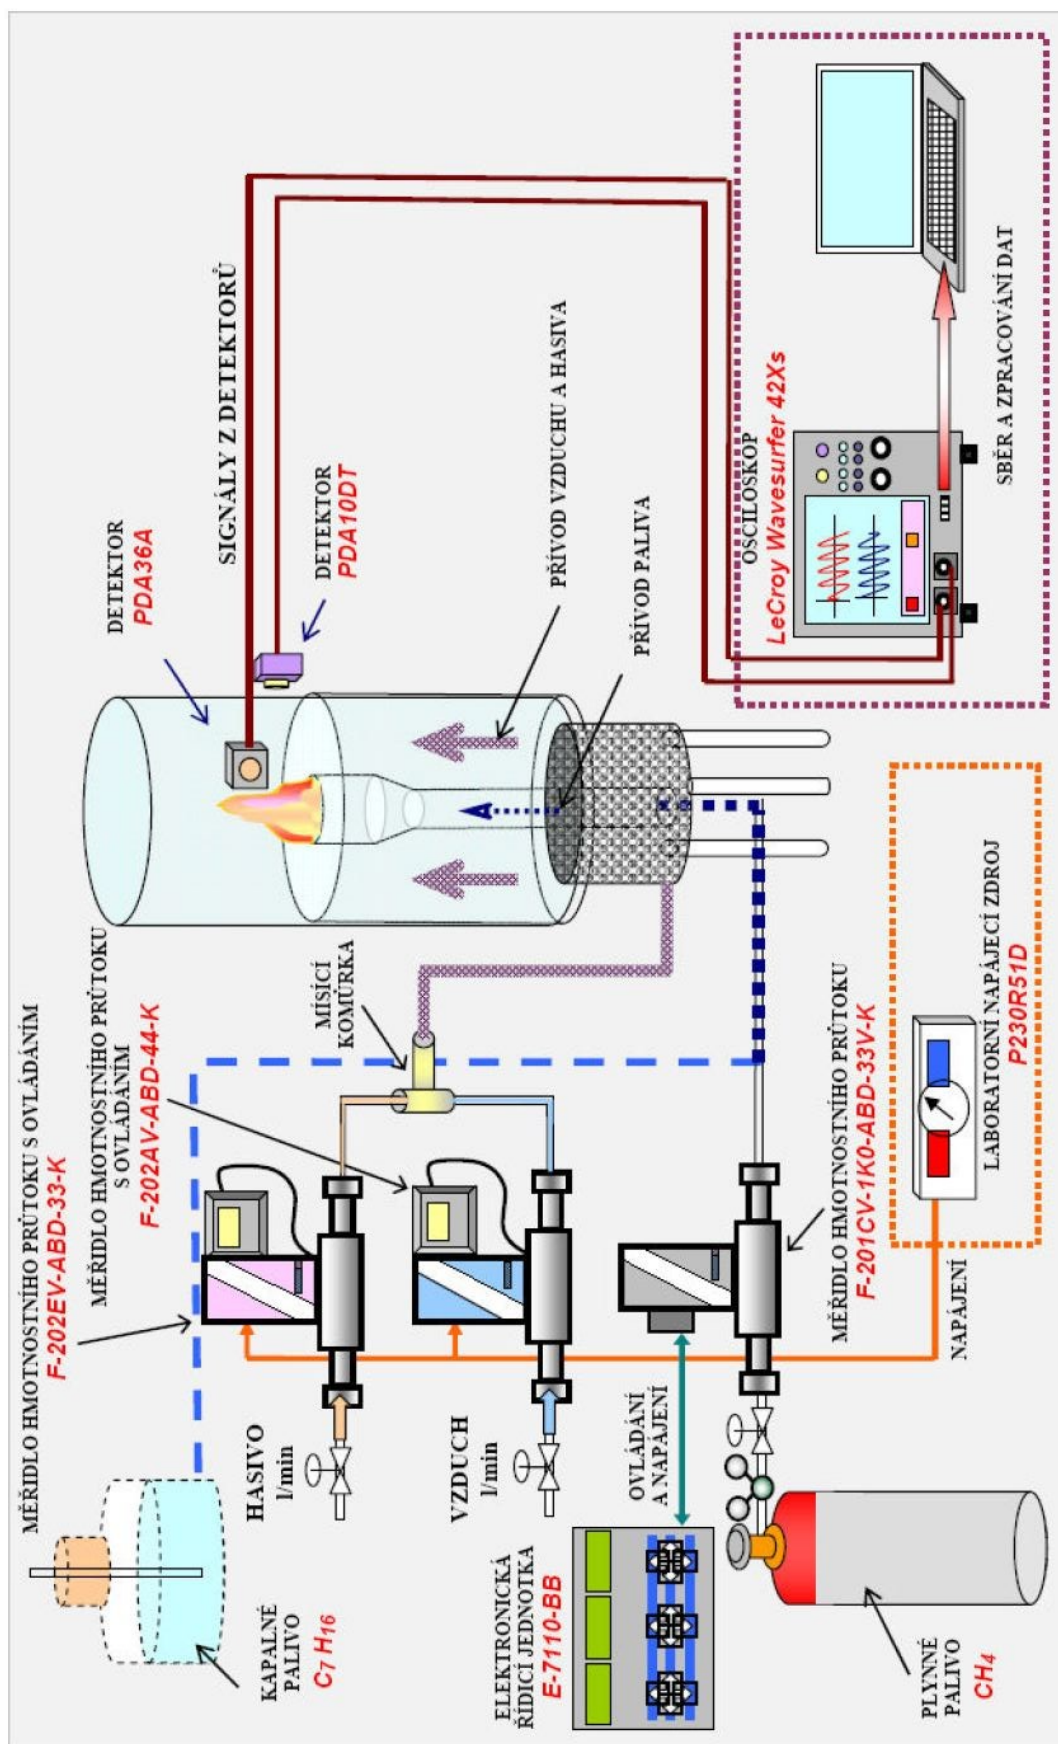 MĚŘIDLO HMOTNOSTNÍHO PRŮTOKU S OVLÁDÁNÍM
F-202EV-ABD-33-K
MĚŘIDLO HMOTNOSTNÍHO PRŮTOKU
S OVLÁDÁNÍM
F-202AV-ABD-44-K
KAPALNÉ
PALIVO
C7 H16
HASIVO
l/min
VZDUCH
l/min
MÍSÍCÍ
KOMŮRKA
DETEKTOR
PDA36A
SIGNÁLY Z DETEKTORŮ
DETEKTOR
PDA10DT
PŘÍVOD VZDUCHU A HASIVA
PŘÍVOD PALIVA
ELEKTRONICKÁ
ŘÍDICÍ JEDNOTKA
E-7110-BB
OVLÁDÁNÍ
A NAPÁJENÍ
MĚŘIDLO HMOTNOSTNÍHO PRŮTOKU
F-201CV-1K0-ABD-33V-K
OSCILOSKOP
LeCroy Wavesurfer 42Xs
SBĚR A ZPRACOVÁNÍ DAT
PLYNNÉ
PALIVO
CH4
NAPÁJENÍ
LABORATORNÍ NAPÁJECÍ ZDROJ
P230R51D